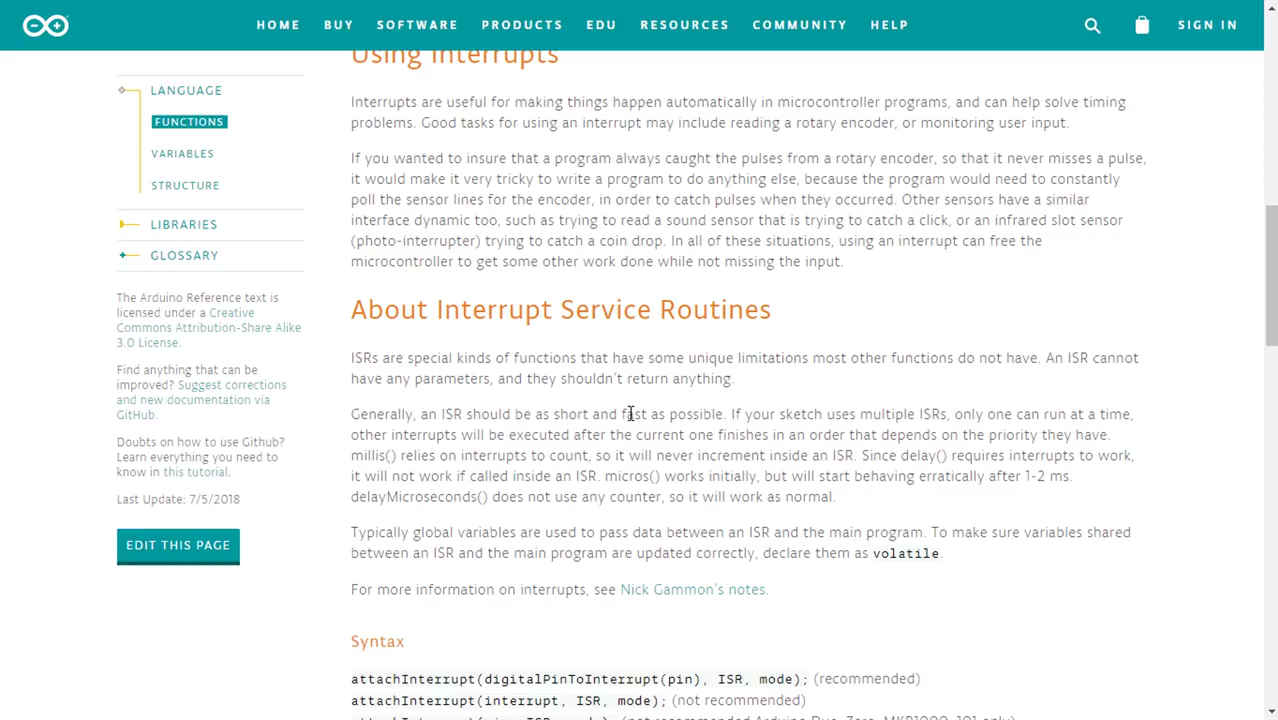 HOME BUY SOFTWARE PRODUCTS EDU RESOURCES COMMUNITY HELP SIGN IN
LANGUAGE
FUNCTIONS
VARIABLES
STRUCTURE
LIBRARIES
GLOSSARY
The Arduino Reference text is
licensed under a Creative
Commons Attribution-Share Alike
3.0 License.
Find anything that can be
improved? Suggest corrections
and new documentation via
GitHub.
Doubts on how to use Github?
Learn everything you need to
know in this tutorial.
Last Update: 7/5/2018
EDIT THIS PAGE
Using Interrupts
Interrupts are useful for making things happen automatically in microcontroller programs, and can help solve timing
problems. Good tasks for using an interrupt may include reading a rotary encoder, or monitoring user input.
If you wanted to insure that a program always caught the pulses from a rotary encoder, so that it never misses a pulse,
it would make it very tricky to write a program to do anything else, because the program would need to constantly
poll the sensor lines for the encoder, in order to catch pulses when they occurred. Other sensors have a similar
interface dynamic too, such as trying to read a sound sensor that is trying to catch a click, or an infrared slot sensor
(photo-interrupter) trying to catch a coin drop. In all of these situations, using an interrupt can free the
microcontroller to get some other work done while not missing the input.
About Interrupt Service Routines
ISRs are special kinds of functions that have some unique limitations most other functions do not have. An ISR cannot
have any parameters, and they shouldn't return anything.
Generally, an ISR should be as short and fast as possible. If your sketch uses multiple ISRs, only one can run at a time,
other interrupts will be executed after the current one finishes in an order that depends on the priority they have.
millis() relies on interrupts to count, so it will never increment inside an ISR. Since delay() requires interrupts to work,
it will not work if called inside an ISR. micros() works initially, but will start behaving erratically after 1-2 ms.
delayMicroseconds() does not use any counter, so it will work as normal.
Typically global variables are used to pass data between an ISR and the main program. To make sure variables shared
between an ISR and the main program are updated correctly, declare them as volatile.
For more information on interrupts, see Nick Gammon's notes.
Syntax
attachInterrupt(digitalPinToInterrupt(pin), ISR, mode); (recommended)
attachInterrupt(interrupt, ISR, mode); (not recommended)